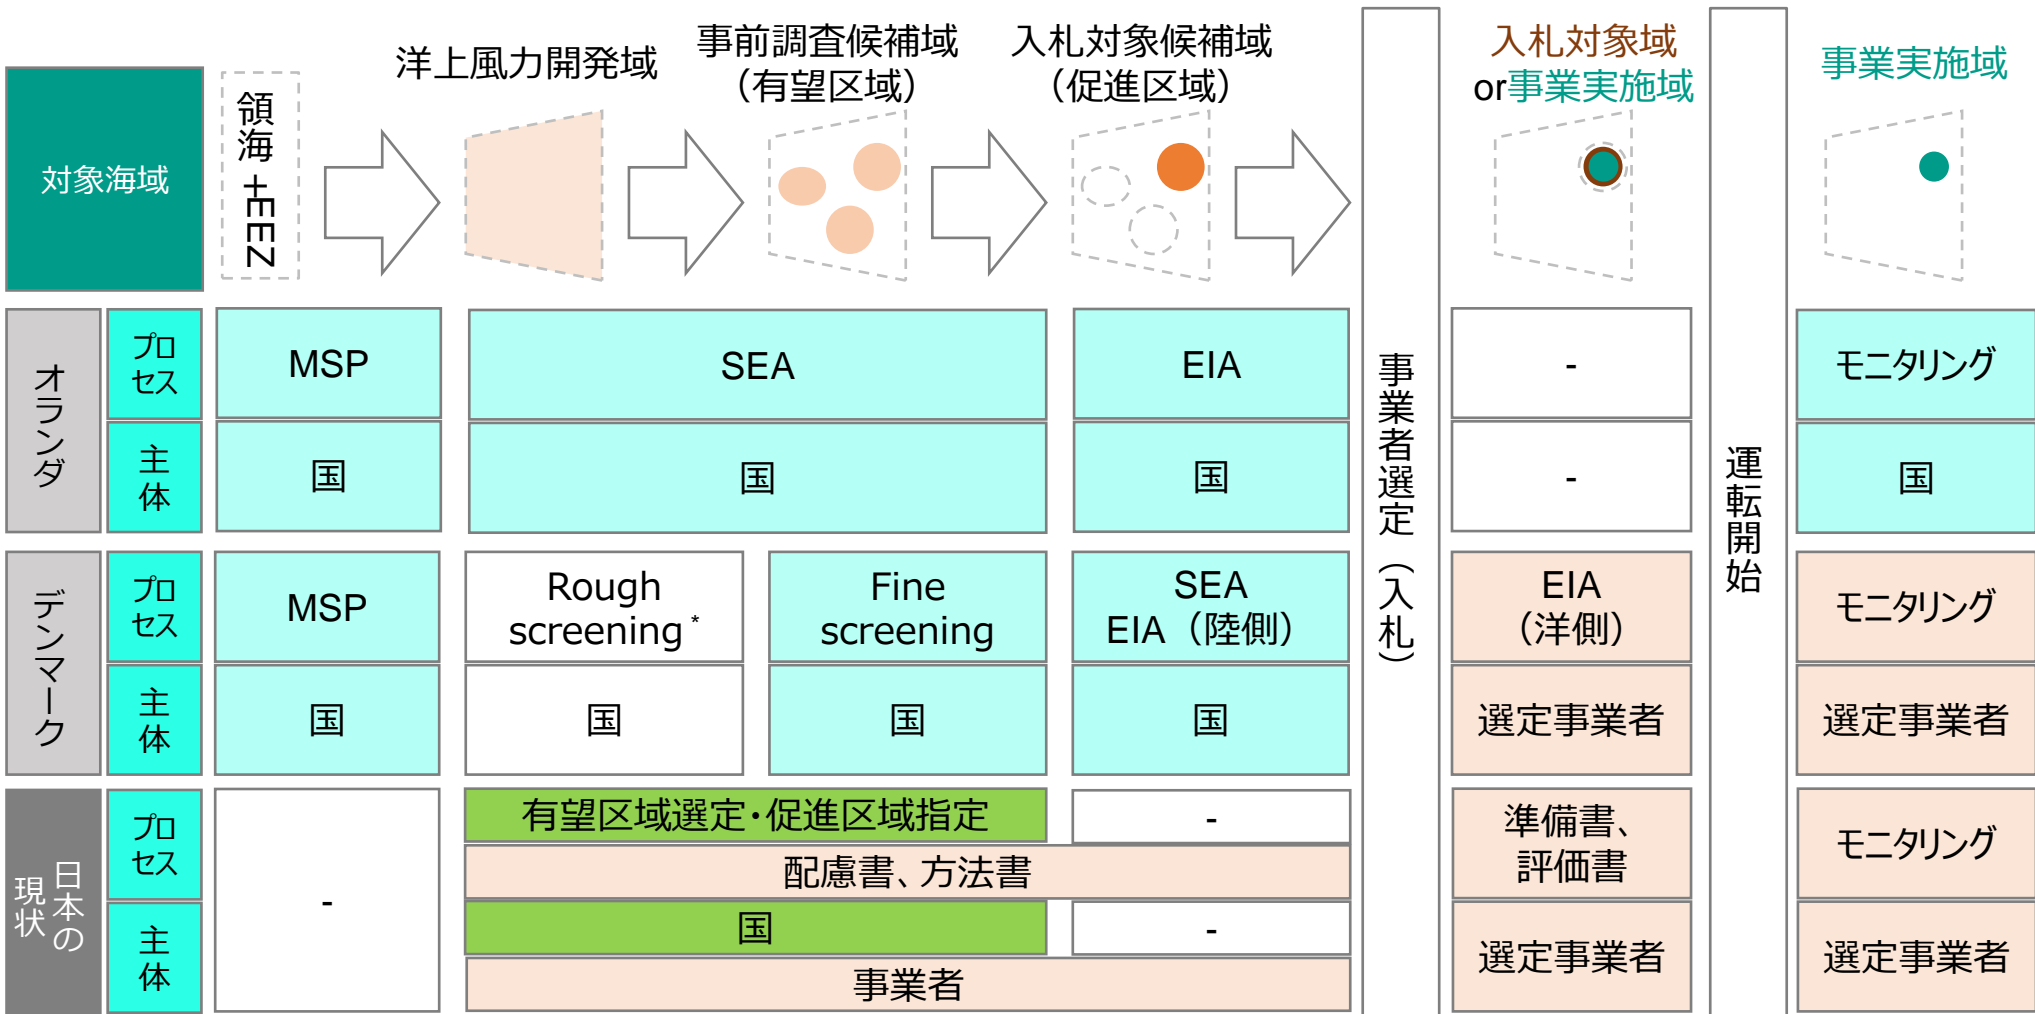 対象海域
領海+EEZ
洋上風力開発域
事前調査候補域
（有望区域）
入札対象候補域
（促進区域）
入札対象域
or事業実施域
事業実施域
オランダ
プロ
セス
MSP
SEA
EIA
-
モニタリング
主
体
国
国
国
-
国
事業者選定（入札）
運転開始
デンマーク
プロ
セス
MSP
Rough
screening*
Fine
screening
SEA
EIA（陸側）
EIA
（洋側）
モニタリング
主
体
国
国
国
国
選定事業者
選定事業者
日本の
現状
プロ
セス
-
有望区域選定・促進区域指定
-
配慮書、方法書
準備書、
評価書
モニタリング
主
体
国
-
事業者
選定事業者
選定事業者